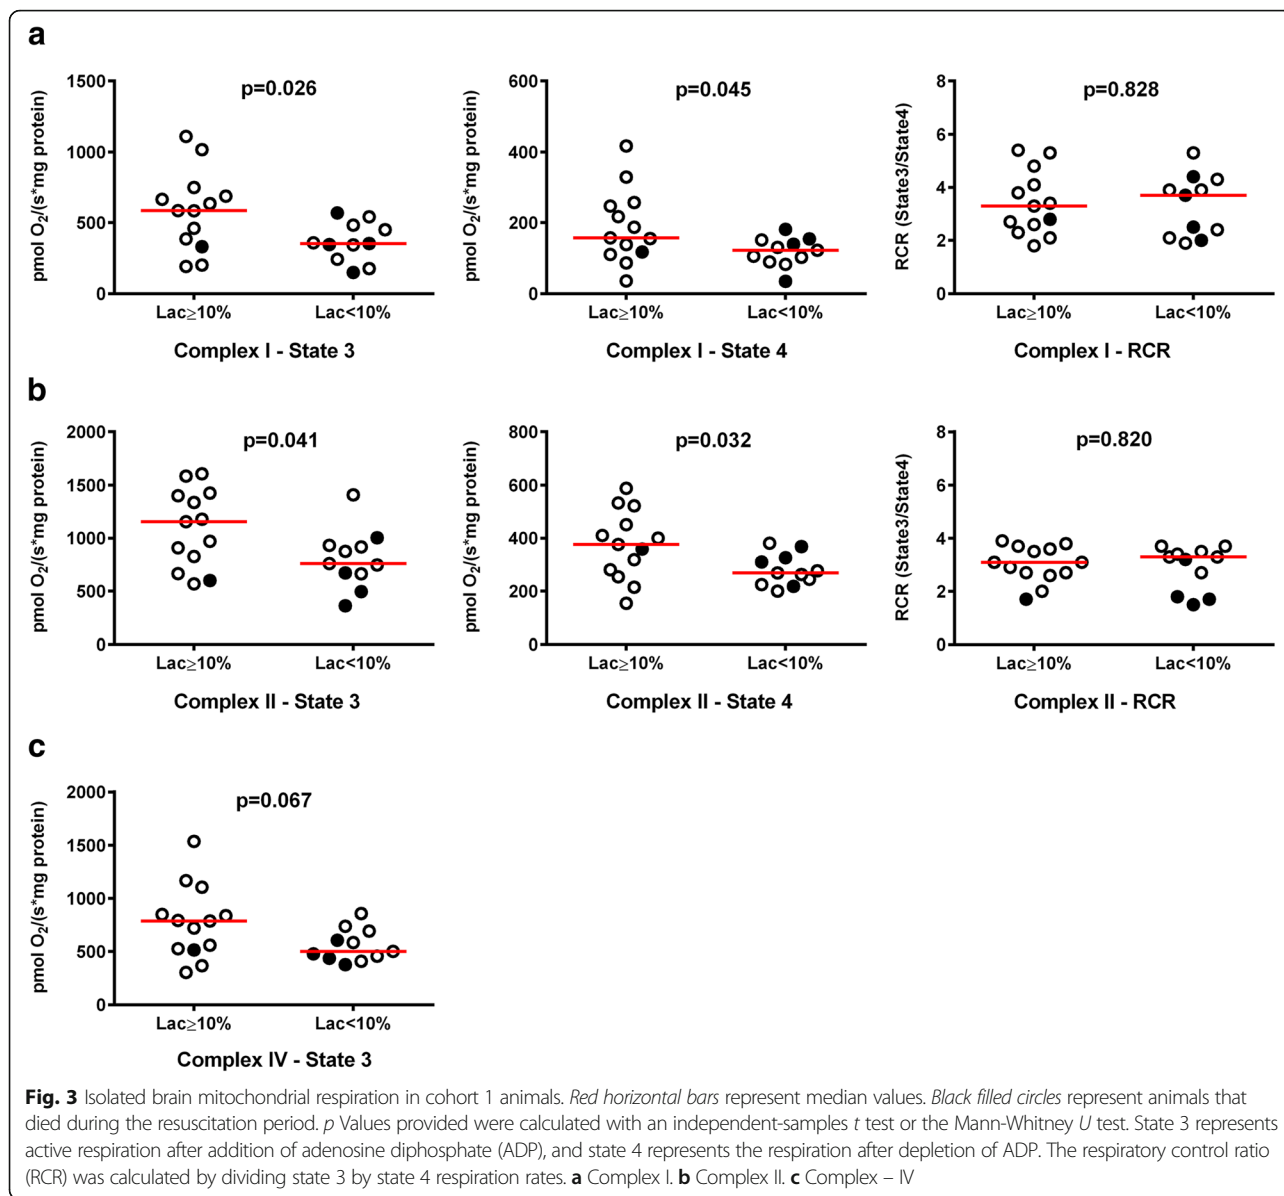 a
p=0.026
p=0.045
p=0.828
pmol O2/(s*mg protein)
1500
1000
500
0
Lac≥10%
Lac<10%
Complex I - State 3
pmol O2/(s*mg protein)
600
400
200
0
Lac≥10%
Lac<10%
Complex I - State 4
RCR (State3/State4)
8
6
4
2
0
Lac≥10%
Lac<10%
Complex I - RCR
b
p=0.041
p=0.032
p=0.820
pmol O2/(s*mg protein)
2000
1500
1000
500
0
Lac≥10%
Lac<10%
Complex II - State 3
pmol O2/(s*mg protein)
800
600
400
200
0
Lac≥10%
Lac<10%
Complex II - State 4
RCR (State3/State4)
8
6
4
2
0
Lac≥10%
Lac<10%
Complex II - RCR
c
p=0.067
pmol O2/(s*mg protein)
2000
1500
1000
500
0
Lac≥10%
Lac<10%
Complex IV - State 3
Fig. 3 Isolated brain mitochondrial respiration in cohort 1 animals. Red horizontal bars represent median values. Black filled circles represent animals that
died during the resuscitation period. p Values provided were calculated with an independent-samples t test or the Mann-Whitney U test. State 3 represents
active respiration after addition of adenosine diphosphate (ADP), and state 4 represents the respiration after depletion of ADP. The respiratory control ratio
(RCR) was calculated by dividing state 3 by state 4 respiration rates. a Complex I. b Complex II. c Complex – IV